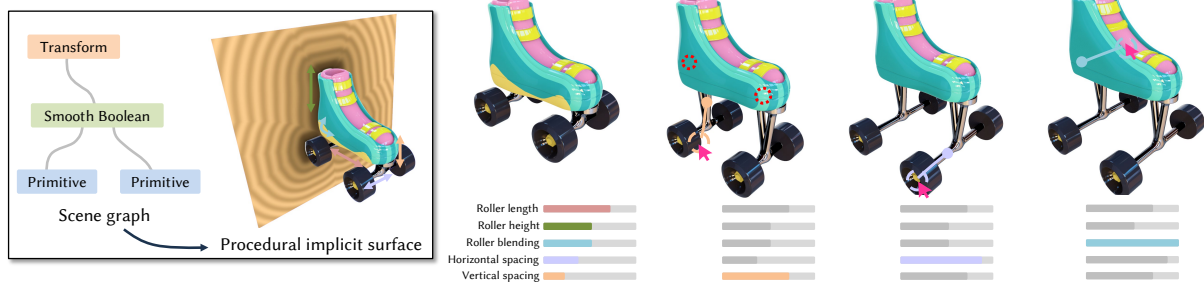 Transform
Smooth Boolean
Primitive Primitive
Scene graph
Procedural implicit surface
Roller length
Roller height
Roller blending
Horizontal spacing
Vertical spacing